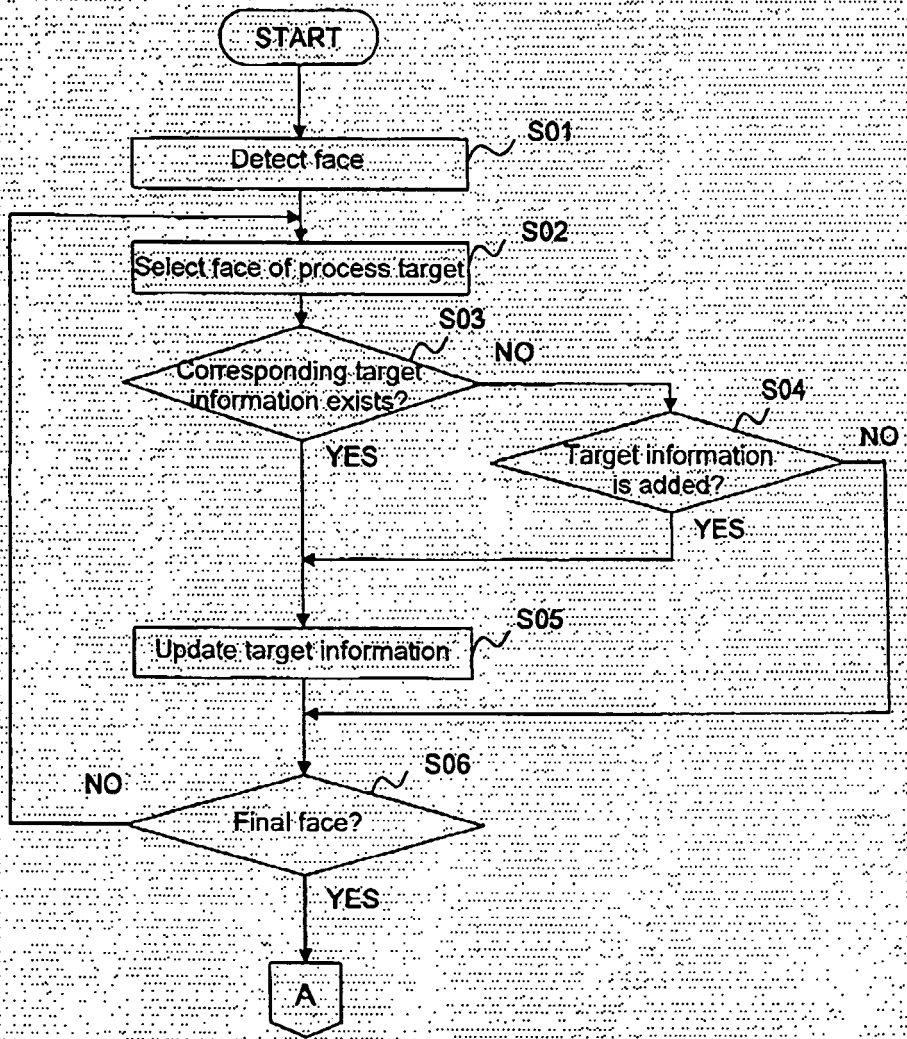 START
S01
Detect face
S02
Select face of process target
S03
NO
Corresponding target
information exists?
S04
NO
YES
Target information
is added?
YES
S05
Update target information
S06
NO
Final face?
YES
A